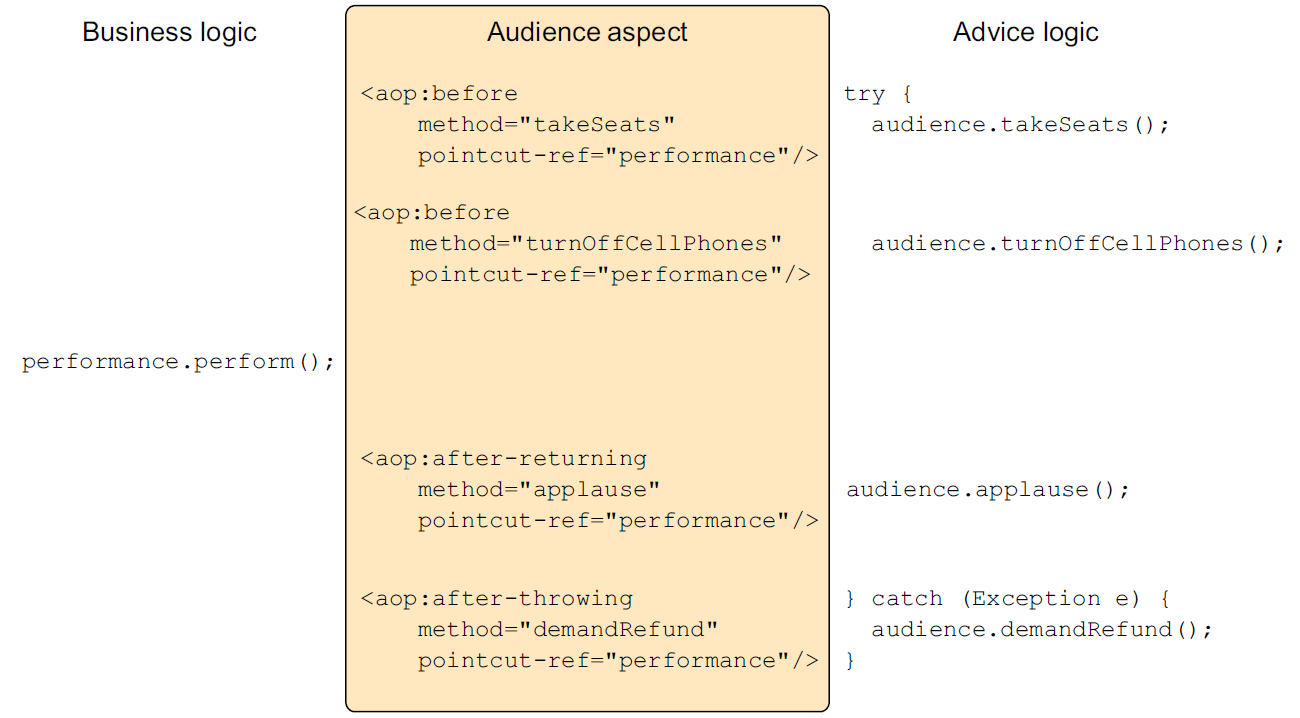 Business logic
Audience aspect
Advice logic
<aop:before
method="takeSeats"
pointcut-ref="performance"/>
try {
audience.takeSeats();
<aop:before
method="turnOffCellPhones"
pointcut-ref="performance"/>
audience.turnOffCellPhones();
performance.perform();
<aop:after-returning
method="applause"
pointcut-ref="performance"/>
audience.applause();
<aop:after-throwing
method="demandRefund"
pointcut-ref="performance"/>
} catch (Exception e) {
audience.demandRefund();
}